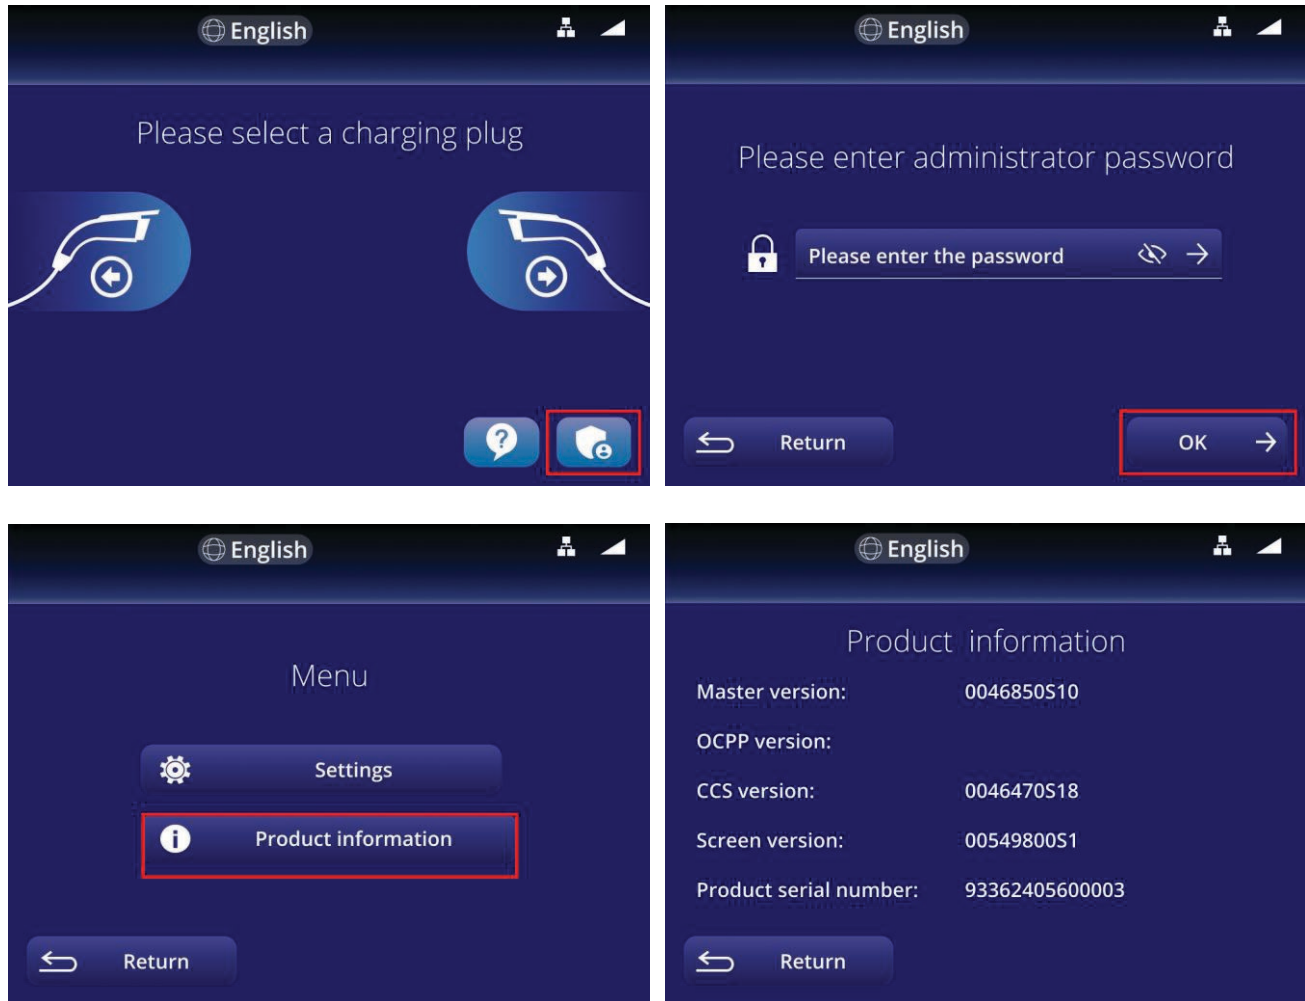 English
Please select a charging plug
?
English
Please enter administrator password
Please enter the password
Return
OK
English
Menu
Settings
Product information
Return
English
Product information
Master version: 0046850S10
OCPP version:
CCS version: 0046470S18
Screen version: 00549800S1
Product serial number: 93362405600003
Return